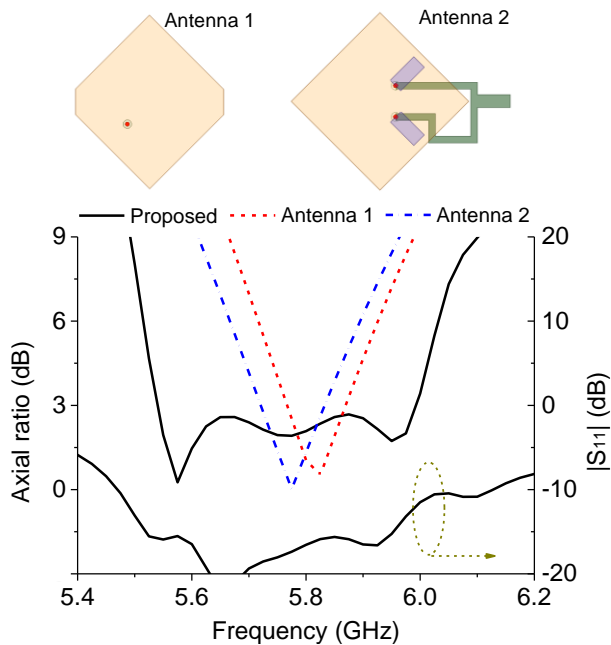 Antenna 1
Antenna 2
Proposed Antenna 1 Antenna 2
9 20
6 10
3 0
0 -10
-20
5.4 5.6 5.8 6.0 6.2
Frequency (GHz)
Axial ratio (dB)
|S11| (dB)